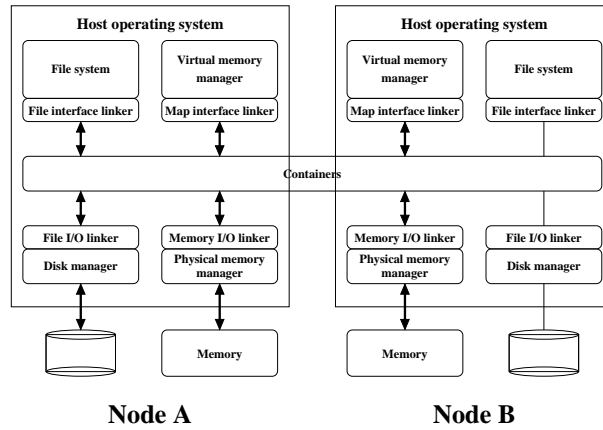 Host operating system
File system
Virtual memory
manager
File interface linker
Map interface linker
Host operating system
Virtual memory
manager
File system
Map interface linker
File interface linker
Containers
File I/O linker
Memory I/O linker
Disk manager
Physical memory
manager
Memory I/O linker
File I/O linker
Physical memory
manager
Disk manager
Memory
Memory
Node A
Node B